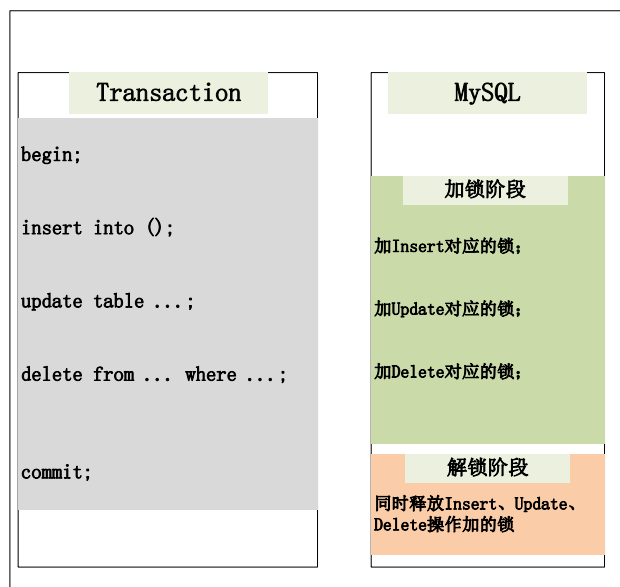 Transaction
begin;
insert into ();
update table ...;
delete from ... where ...;
commit;
MySQL
加锁阶段
加Insert对应的锁;
加Update对应的锁;
加Delete对应的锁;
解锁阶段
同时释放Insert、Update、
Delete操作加的锁